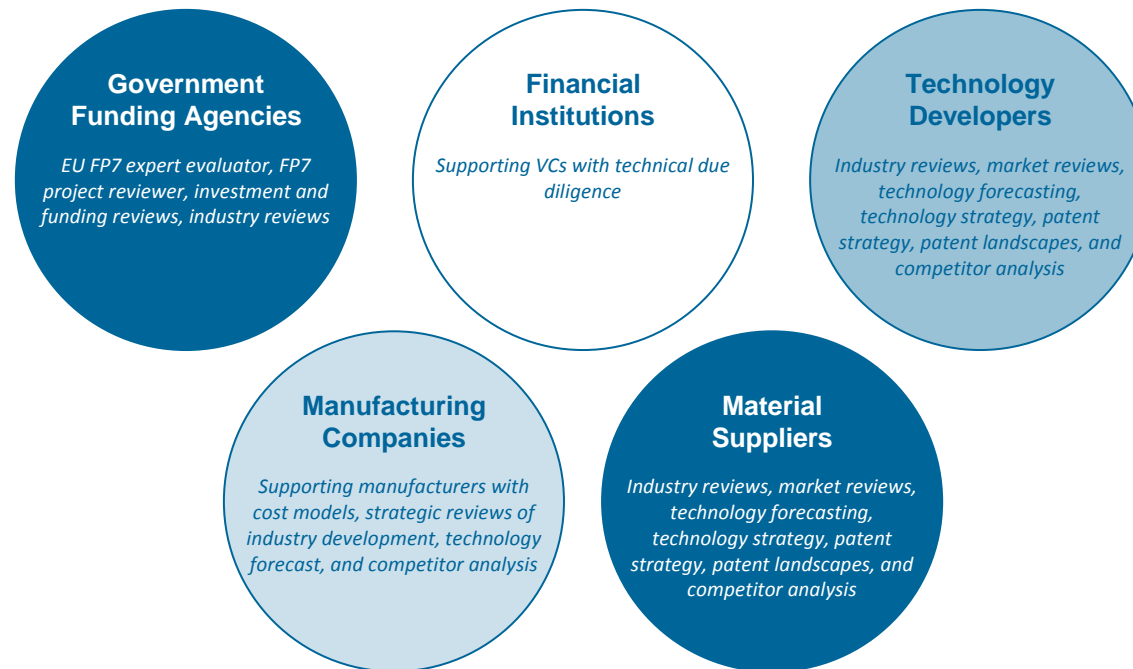 Government
Funding Agencies
EU FP7 expert evaluator, FP7
project reviewer, investment and
funding reviews, industry reviews
Financial
Institutions
Supporting VCs with technical due
diligence
Technology
Developers
Industry reviews, market reviews,
technology forecasting,
technology strategy, patent
strategy, patent landscapes, and
competitor analysis
Manufacturing
Companies
Supporting manufacturers with
cost models, strategic reviews of
industry development, technology
forecast, and competitor analysis
Material
Suppliers
Industry reviews, market reviews,
technology forecasting,
technology strategy, patent
strategy, patent landscapes, and
competitor analysis